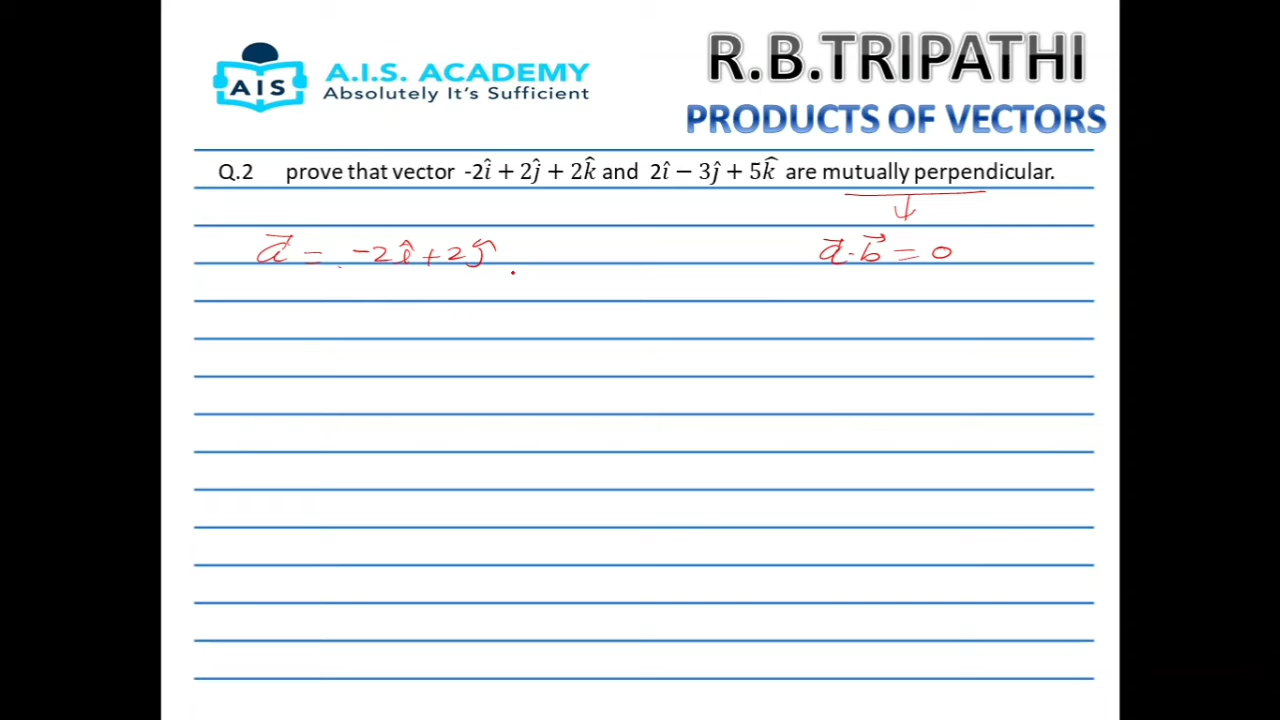 A.I.S. ACADEMY
Absolutely It's Sufficient
AIS
R.B.TRIPATHI
PRODUCTS OF VECTORS
Q.2 prove that vector -2î + 2ĵ + 2k̂ and 2î − 3ĵ + 5k̂ are mutually perpendicular.
a⃗ = -2î + 2ĵ
a⃗ · b⃗ = 0